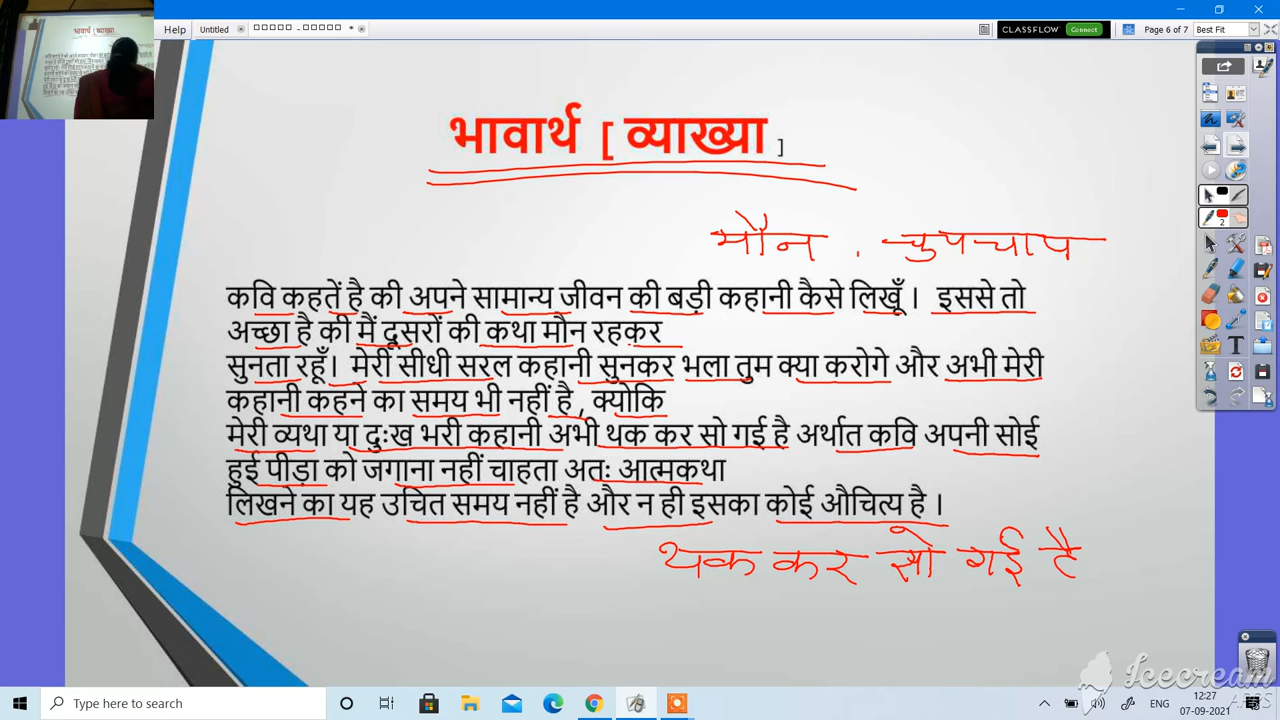 Help
Untitled
CLASSFLOW Connect
Page 6 of 7
Best Fit
भावार्थ [ व्याख्या ]
मौन . चुपचाप
कवि कहतें है की अपने सामान्य जीवन की बड़ी कहानी कैसे लिखूँ । इससे तो
अच्छा है की मैं दूसरों की कथा मौन रहकर
सुनता रहूँ। मेरी सीधी सरल कहानी सुनकर भला तुम क्या करोगे और अभी मेरी
कहानी कहने का समय भी नहीं है , क्योकि
मेरी व्यथा या दुःख भरी कहानी अभी थक कर सो गई है अर्थात कवि अपनी सोई
हुई पीड़ा को जगाना नहीं चाहता अतः आत्मकथा
लिखने का यह उचित समय नहीं है और न ही इसका कोई औचित्य है ।
थक कर सो गई है
2
Icecream
APPS
Type here to search
ENG
12:27
07-09-2021